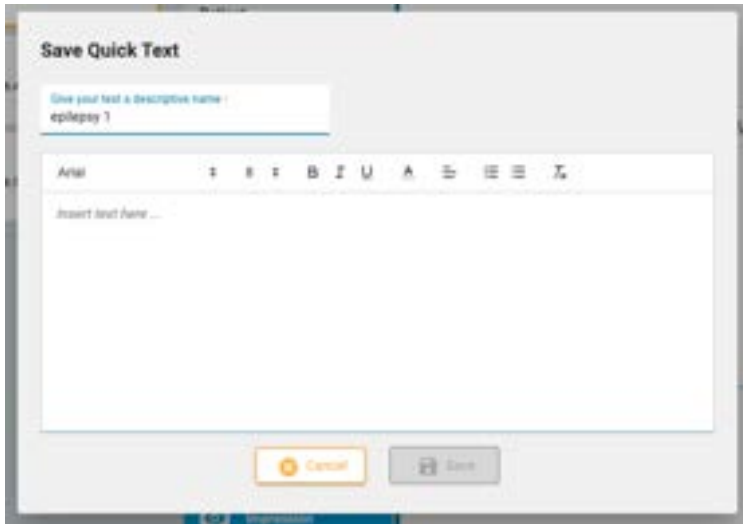 Save Quick Text
Give your text a descriptive name *
epilepsy 1
Arial
B I U A
Insert text here ...
Cancel
Save